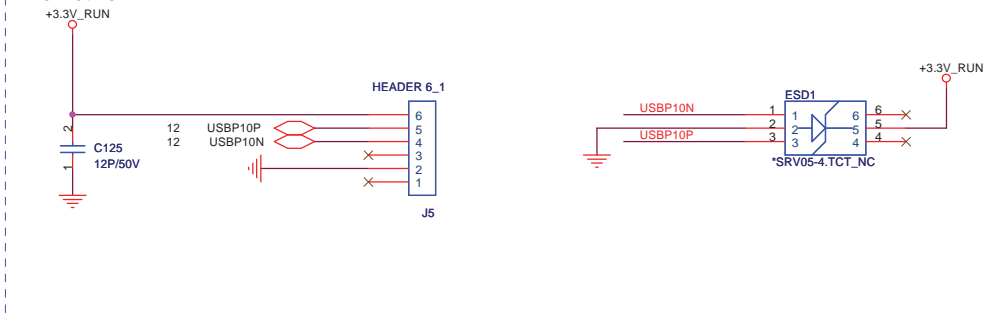 +3.3V_RUN
HEADER 6_1
6
12 USBP10P 5
12 USBP10N 4
3
2
1
2
C125
12P/50V
1
J5
+3.3V_RUN
ESD1
USBP10N 1 1 6 6
2 2 5 5
USBP10P 3 3 4 4
*SRV05-4.TCT_NC